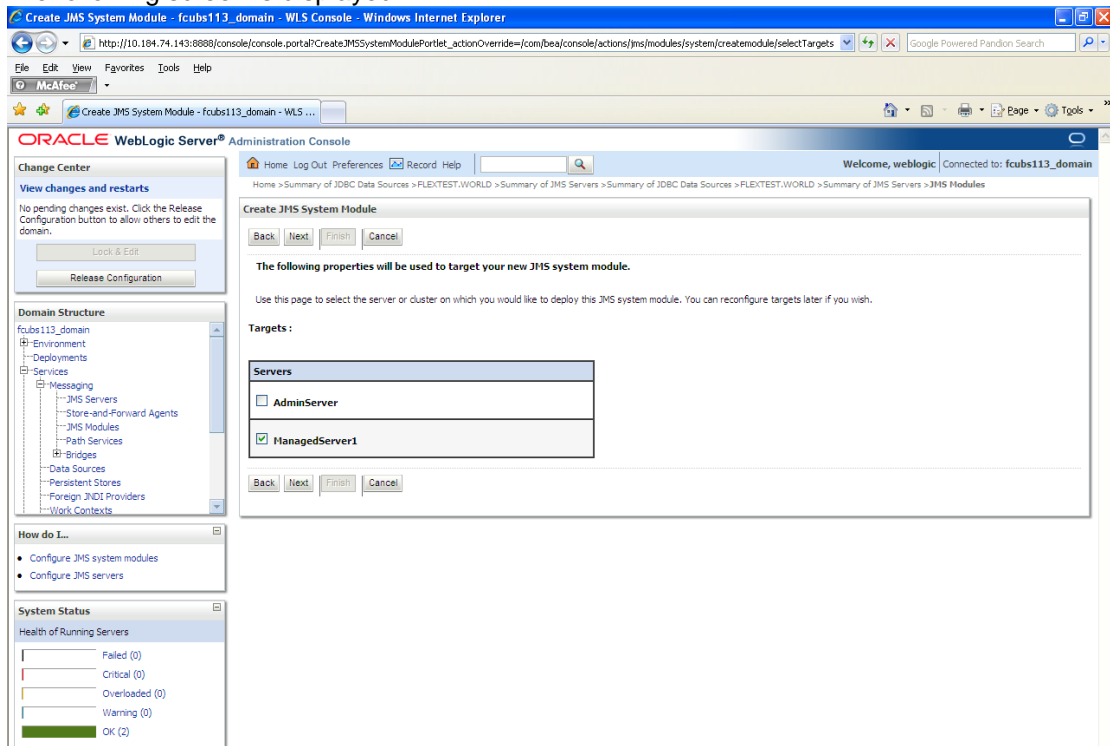 Create JMS System Module - fcubs113_domain - WLS Console - Windows Internet Explorer
http://10.184.74.143:8888/console/console.portal?CreateJMSSystemModulePortlet_actionOverride=/com/bea/console/actions/jms/modules/system/createmodule/selectTargets
Google Powered Pandion Search
File Edit View Favorites Tools Help
McAfee
Create JMS System Module - fcubs113_domain - WLS ...
Page Tools
ORACLE WebLogic Server® Administration Console
Change Center
View changes and restarts
No pending changes exist. Click the Release
Configuration button to allow others to edit the
domain.
Lock & Edit
Release Configuration
Domain Structure
fcubs113_domain
Environment
Deployments
Services
Messaging
JMS Servers
Store-and-Forward Agents
JMS Modules
Path Services
Bridges
Data Sources
Persistent Stores
Foreign JNDI Providers
Work Contexts
How do I...
Configure JMS system modules
Configure JMS servers
System Status
Health of Running Servers
Failed (0)
Critical (0)
Overloaded (0)
Warning (0)
OK (2)
Home Log Out Preferences Record Help
Welcome, weblogic Connected to: fcubs113_domain
Home >Summary of JDBC Data Sources >FLEXTEST.WORLD >Summary of JMS Servers >Summary of JDBC Data Sources >FLEXTEST.WORLD >Summary of JMS Servers >JMS Modules
Create JMS System Module
Back Next Finish Cancel
The following properties will be used to target your new JMS system module.
Use this page to select the server or cluster on which you would like to deploy this JMS system module. You can reconfigure targets later if you wish.
Targets :
Servers
AdminServer
ManagedServer1
Back Next Finish Cancel